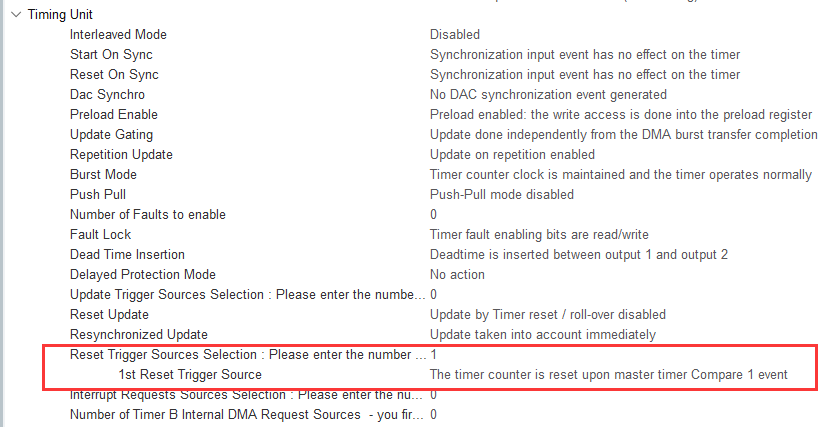 Timing Unit
Interleaved Mode Disabled
Start On Sync Synchronization input event has no effect on the timer
Reset On Sync Synchronization input event has no effect on the timer
Dac Synchro No DAC synchronization event generated
Preload Enable Preload enabled: the write access is done into the preload register
Update Gating Update done independently from the DMA burst transfer completion
Repetition Update Update on repetition enabled
Burst Mode Timer counter clock is maintained and the timer operates normally
Push Pull Push-Pull mode disabled
Number of Faults to enable 0
Fault Lock Timer fault enabling bits are read/write
Dead Time Insertion Deadtime is inserted between output 1 and output 2
Delayed Protection Mode No action
Update Trigger Sources Selection : Please enter the numbe... 0
Reset Update Update by Timer reset / roll-over disabled
Resynchronized Update Update taken into account immediately
Reset Trigger Sources Selection : Please enter the number ... 1
1st Reset Trigger Source The timer counter is reset upon master timer Compare 1 event
Interrupt Requests Sources Selection : Please enter the nu... 0
Number of Timer B Internal DMA Request Sources - you fir... 0